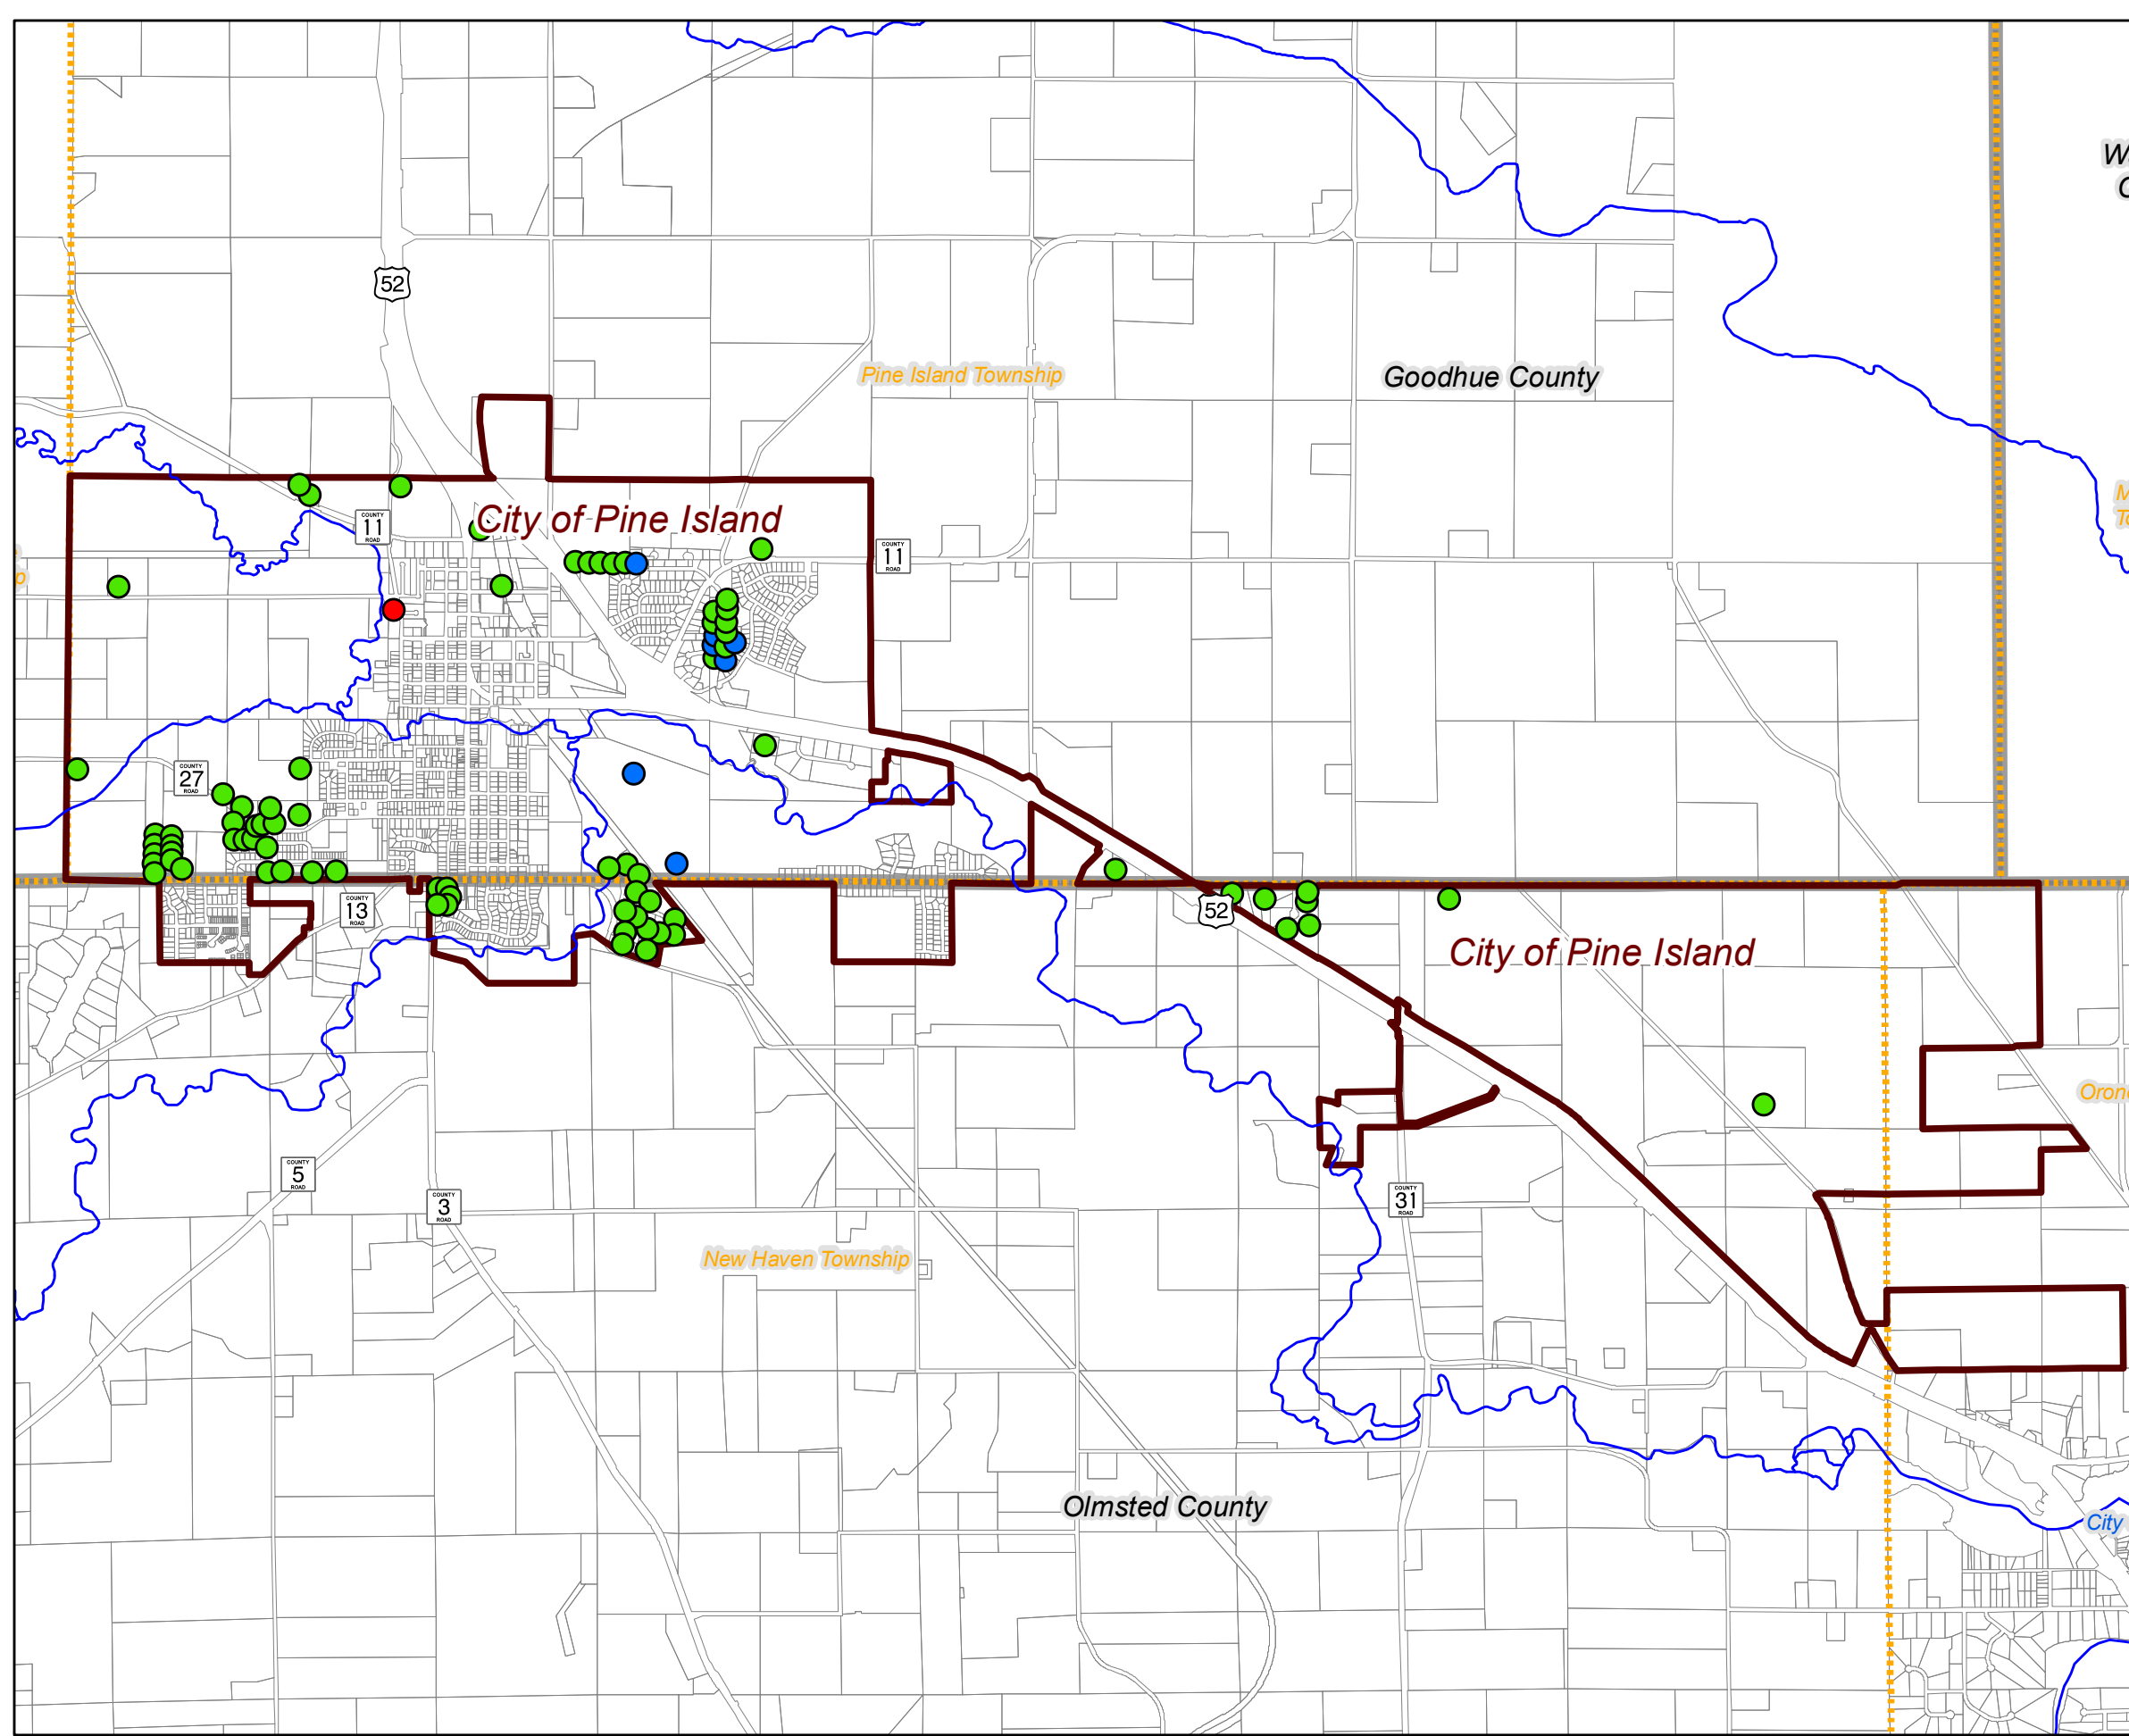 52
Pine Island Township
Goodhue County
City of Pine Island
COUNTY
11
ROAD
COUNTY
11
ROAD
COUNTY
27
ROAD
COUNTY
13
ROAD
52
City of Pine Island
COUNTY
5
ROAD
COUNTY
3
ROAD
COUNTY
31
ROAD
New Haven Township
Olmsted County
City